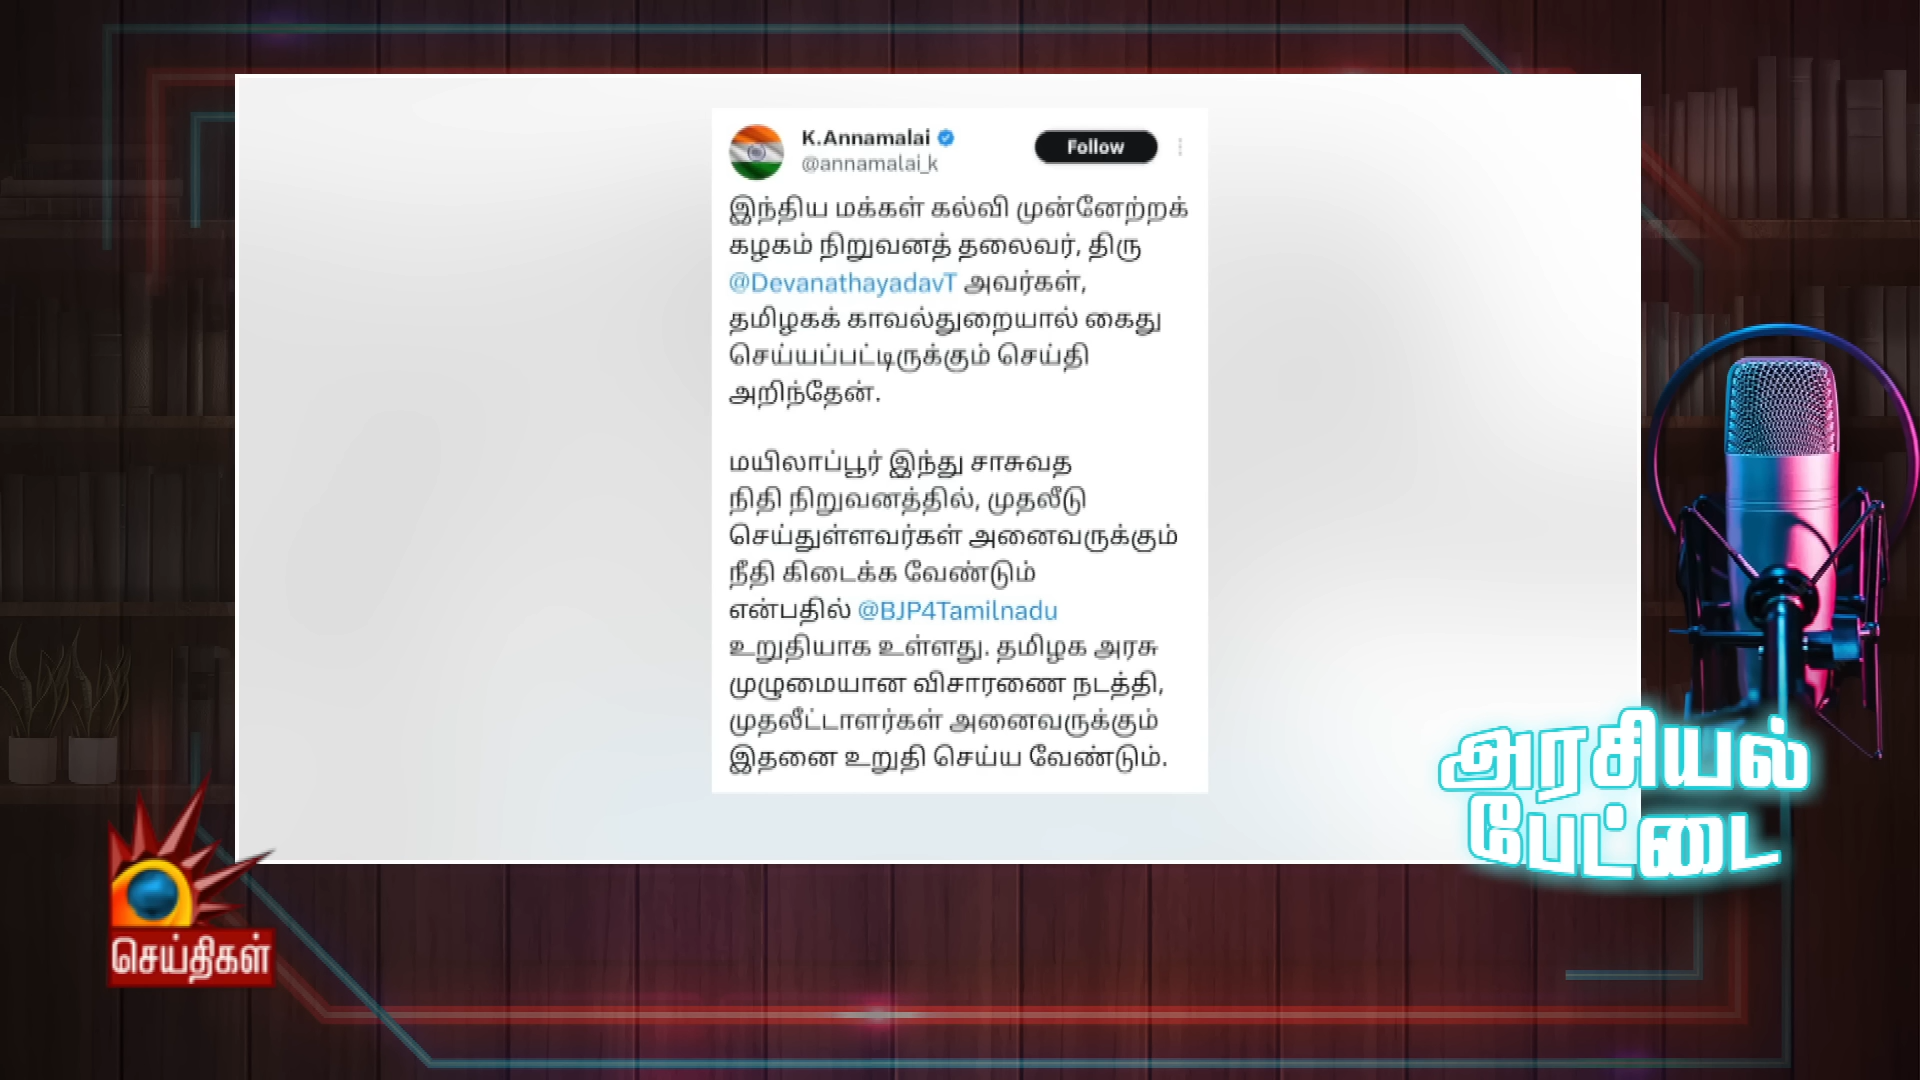 K.Annamalai
@annamalai_k
Follow
இந்திய மக்கள் கல்வி முன்னேற்றக்
கழகம் நிறுவனத் தலைவர், திரு
@DevanathayadavT அவர்கள்,
தமிழகக் காவல்துறையால் கைது
செய்யப்பட்டிருக்கும் செய்தி
அறிந்தேன்.
மயிலாப்பூர் இந்து சாசுவத
நிதி நிறுவனத்தில், முதலீடு
செய்துள்ளவர்கள் அனைவருக்கும்
நீதி கிடைக்க வேண்டும்
என்பதில் @BJP4Tamilnadu
உறுதியாக உள்ளது. தமிழக அரசு
முழுமையான விசாரணை நடத்தி,
முதலீட்டாளர்கள் அனைவருக்கும்
இதனை உறுதி செய்ய வேண்டும்.
அரசியல்
பேட்டை
செய்திகள்